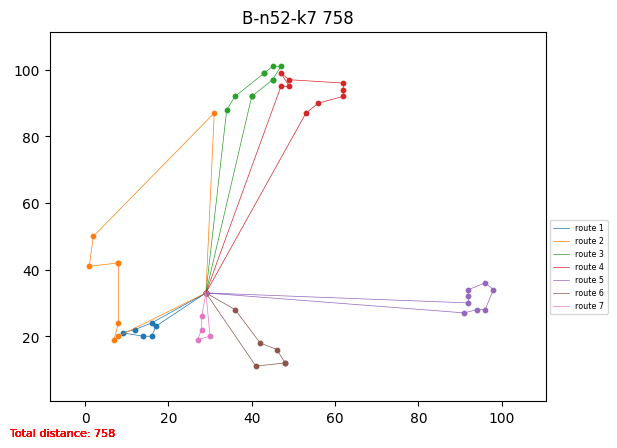 B-n52-k7 758
100
80
60
40
20
0 20 40 60 80 100
route 1
route 2
route 3
route 4
route 5
route 6
route 7
Total distance: 758